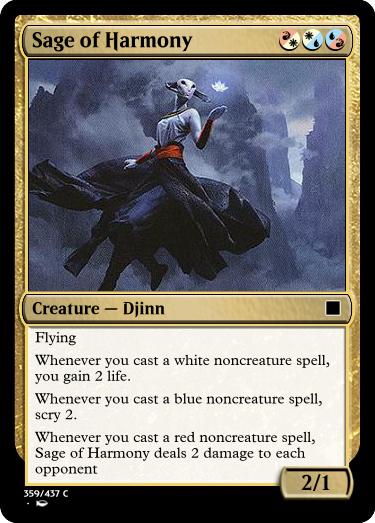 Sage of Harmony
Creature — Djinn
Flying
Whenever you cast a white noncreature spell,
you gain 2 life.
Whenever you cast a blue noncreature spell,
scry 2.
Whenever you cast a red noncreature spell,
Sage of Harmony deals 2 damage to each
opponent
2/1
359/437 C